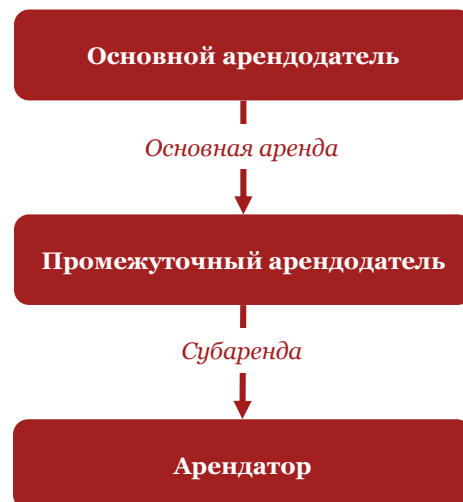 Основной арендодатель
Основная аренда
Промежуточный арендодатель
Субаренда
Арендатор